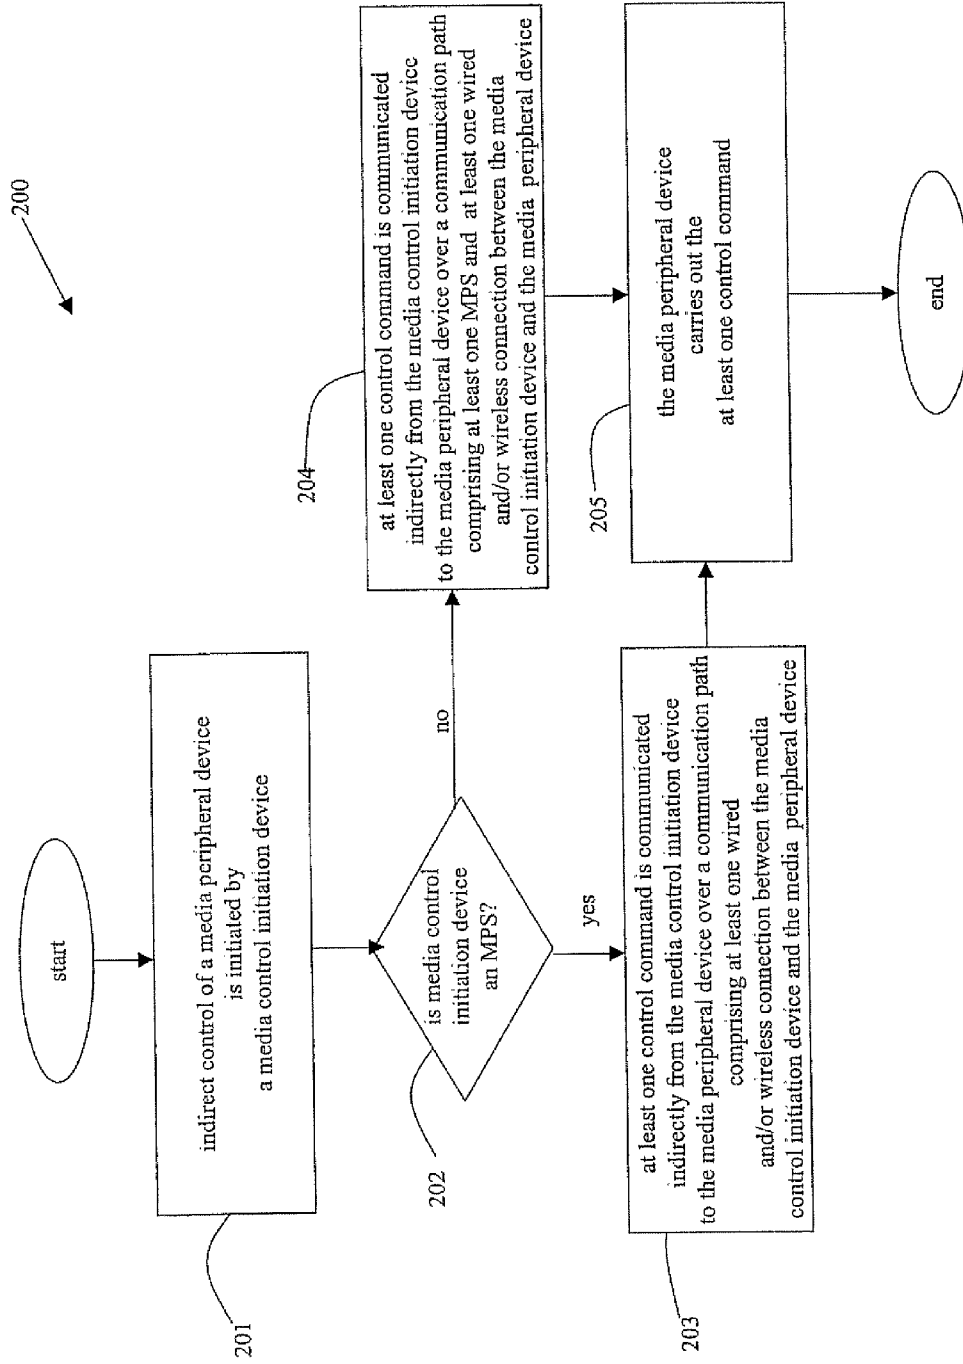 200
start
indirect control of a media peripheral device
is initiated by
a media control initiation device
201
is media control
initiation device
an MPS?
202
no
yes
at least one control command is communicated
indirectly from the media control initiation device
to the media peripheral device over a communication path
comprising at least one wired
and/or wireless connection between the media
control initiation device and the media peripheral device
203
at least one control command is communicated
indirectly from the media control initiation device
to the media peripheral device over a communication path
comprising at least one MPS and at least one wired
and/or wireless connection between the media
control initiation device and the media peripheral device
204
the media peripheral device
carries out the
at least one control command
205
end